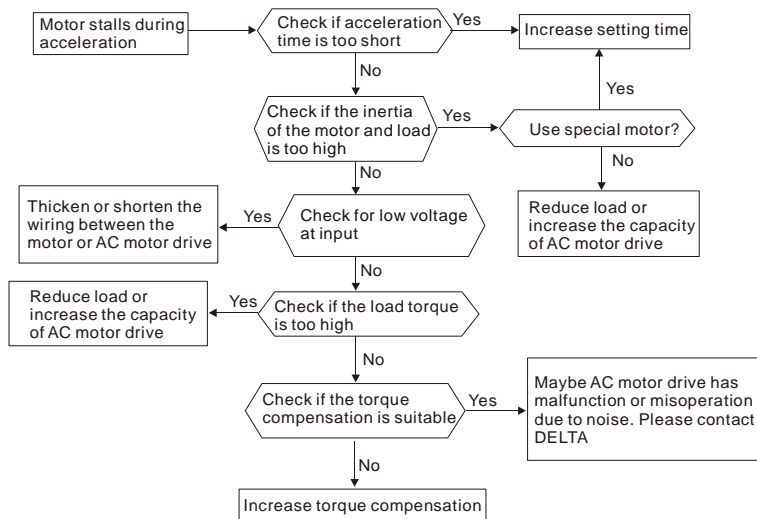 Motor stalls during
acceleration
Check if acceleration
time is too short
Yes
Increase setting time
No
Yes
Check if the inertia
of the motor and load
is too high
Yes
Use special motor?
No
No
Thicken or shorten the
wiring between the
motor or AC motor drive
Yes
Check for low voltage
at input
Reduce load or
increase the capacity
of AC motor drive
No
Reduce load or
increase the capacity
of AC motor drive
Yes
Check if the load torque
is too high
No
Check if the torque
compensation is suitable
Yes
Maybe AC motor drive has
malfunction or misoperation
due to noise. Please contact
DELTA
No
Increase torque compensation